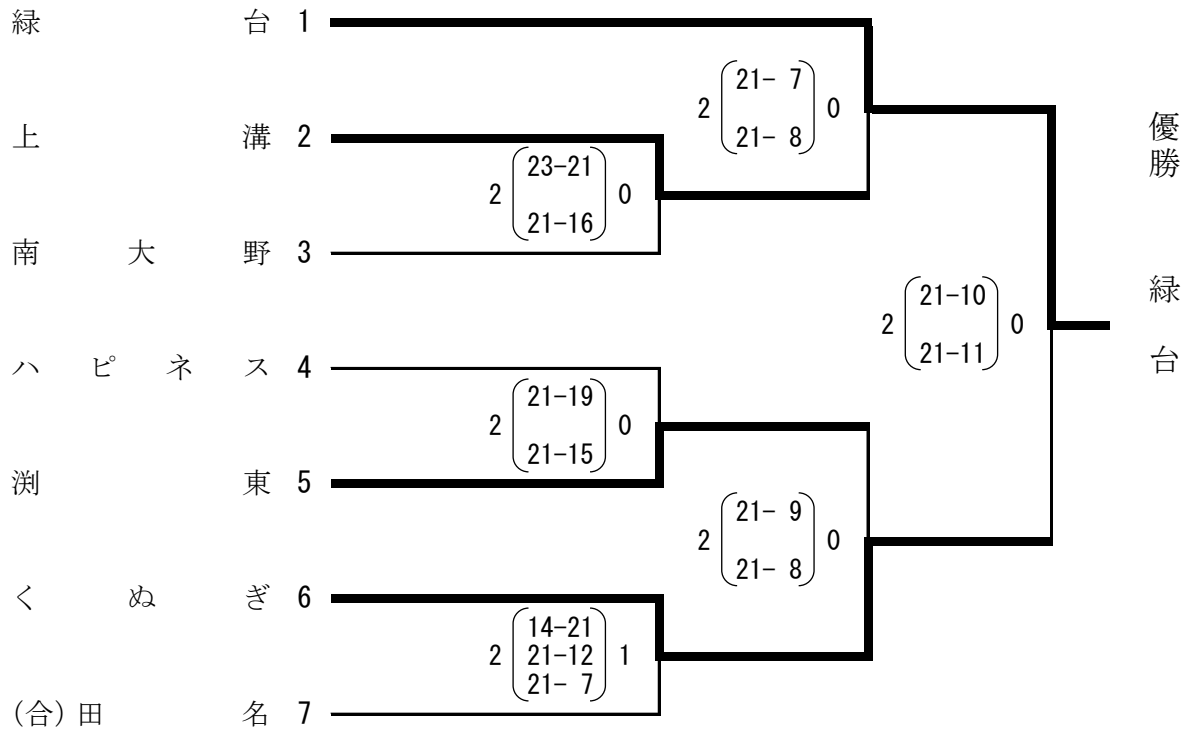 緑台 1
21- 7
2 0
21- 8
上溝 2
23-21
2 0
21-16
南大野 3
優勝
緑台
21-10
2 0
21-11
ハピネス 4
21-19
2 0
21-15
渕東 5
21- 9
2 0
21- 8
くぬぎ 6
14-21
2 21-12 1
21- 7
(合)田名 7